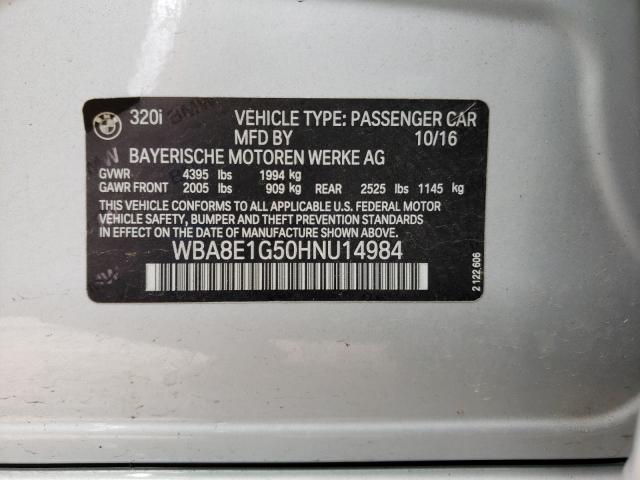 320i VEHICLE TYPE: PASSENGER CAR
MFD BY 10/16
BAYERISCHE MOTOREN WERKE AG
GVWR 4395 lbs 1994 kg
GAWR FRONT 2005 lbs 909 kg REAR 2525 lbs 1145 kg
THIS VEHICLE CONFORMS TO ALL APPLICABLE U.S. FEDERAL MOTOR
VEHICLE SAFETY, BUMPER AND THEFT PREVENTION STANDARDS
IN EFFECT ON THE DATE OF MANUFACTURE SHOWN ABOVE.
WBA8E1G50HNU14984
2 122 606